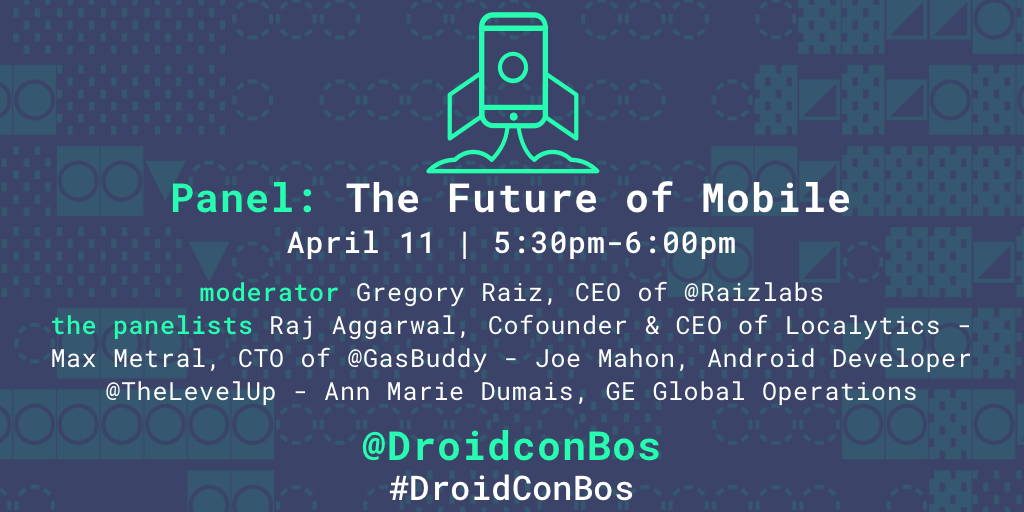 Panel: The Future of Mobile
April 11 | 5:30pm-6:00pm
moderator Gregory Raiz, CEO of @Raizlabs
the panelists Raj Aggarwal, Cofounder & CEO of Localytics -
Max Metral, CTO of @GasBuddy - Joe Mahon, Android Developer
@TheLevelUp - Ann Marie Dumais, GE Global Operations
@DroidconBos
#DroidConBos